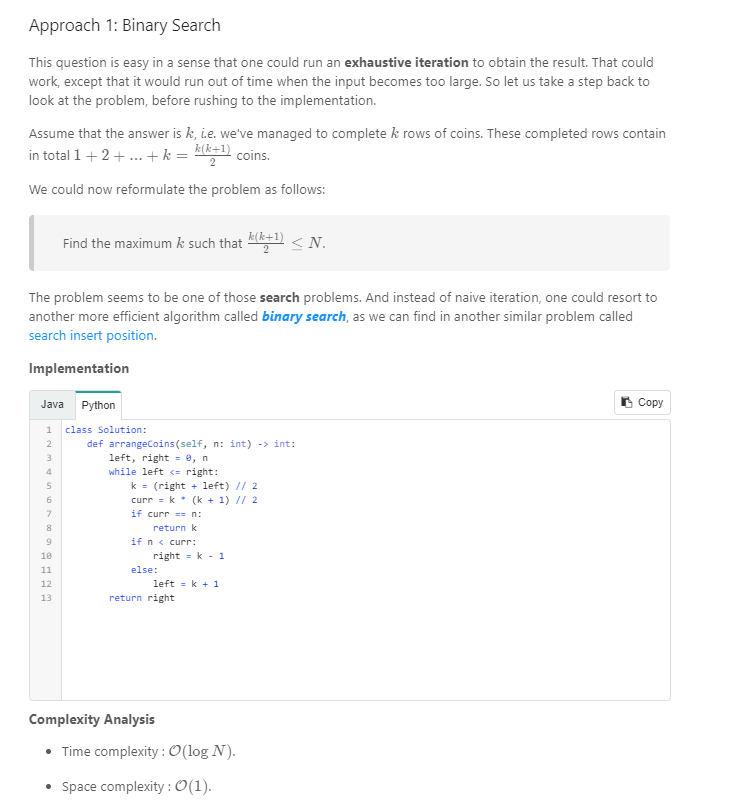 Approach 1: Binary Search
This question is easy in a sense that one could run an exhaustive iteration to obtain the result. That could
work, except that it would run out of time when the input becomes too large. So let us take a step back to
look at the problem, before rushing to the implementation.
Assume that the answer is k, i.e. we've managed to complete k rows of coins. These completed rows contain
in total 1 + 2 + ... + k = k(k+1)/2 coins.
We could now reformulate the problem as follows:
Find the maximum k such that k(k+1)/2 ≤ N.
The problem seems to be one of those search problems. And instead of naive iteration, one could resort to
another more efficient algorithm called binary search, as we can find in another similar problem called
search insert position.
Implementation
Java Python Copy
1 class Solution:
2 def arrangeCoins(self, n: int) -> int:
3 left, right = 0, n
4 while left <= right:
5 k = (right + left) // 2
6 curr = k * (k + 1) // 2
7 if curr == n:
8 return k
9 if n < curr:
10 right = k - 1
11 else:
12 left = k + 1
13 return right
Complexity Analysis
• Time complexity : O(log N).
• Space complexity : O(1).